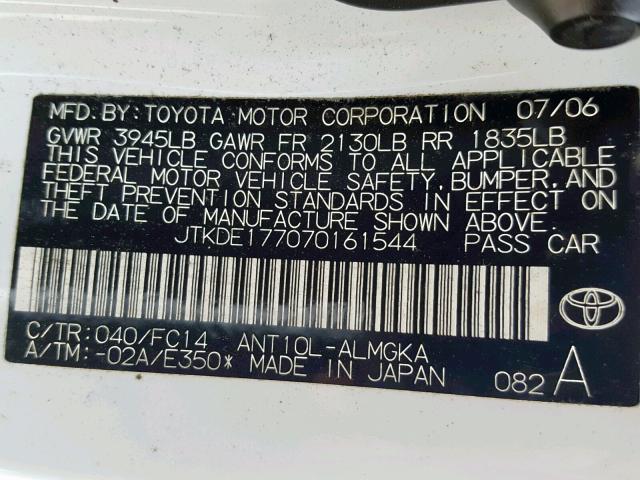 MFD.BY:TOYOTA MOTOR CORPORATION 07/06
GVWR 3945LB GAWR FR 2130LB RR 1835LB
THIS VEHICLE CONFORMS TO ALL APPLICABLE
FEDERAL MOTOR VEHICLE SAFETY,BUMPER,AND
THEFT PREVENTION STANDARDS IN EFFECT ON
THE DATE OF MANUFACTURE SHOWN ABOVE.
JTKDE177070161544 PASS CAR
C/TR:040/FC14 ANT10L-ALMGKA
A/TM:-02A/E350* MADE IN JAPAN
082 A